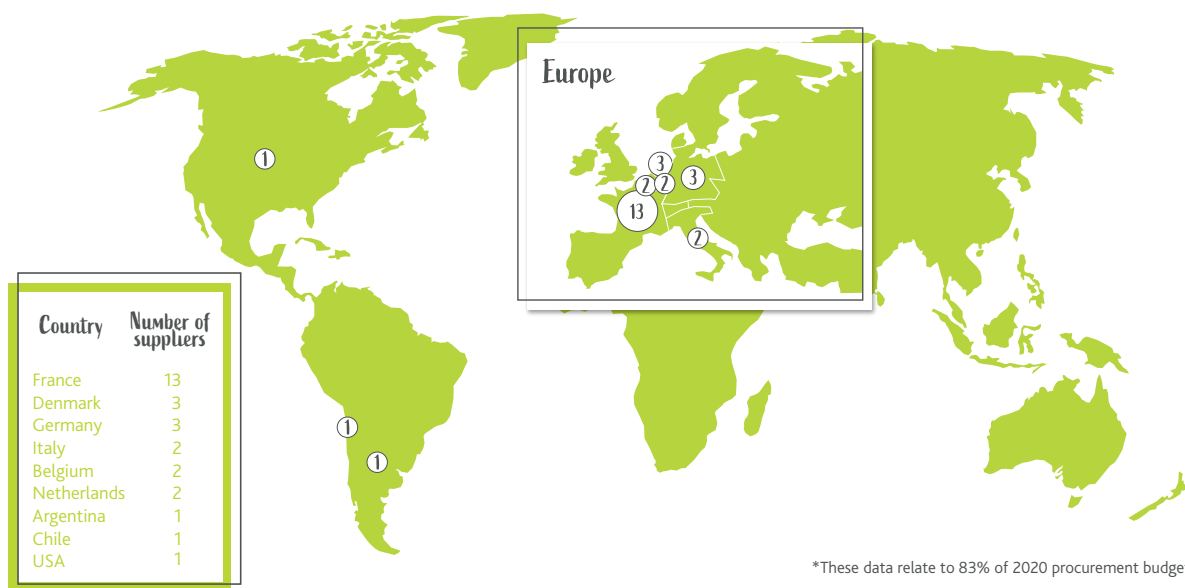 Europe
1
3
3
2
2
13
2
Country Number of
suppliers
France 13
Denmark 3
Germany 3
Italy 2
Belgium 2
Netherlands 2
Argentina 1
Chile 1
USA 1
1
1
*These data relate to 83% of 2020 procurement budge